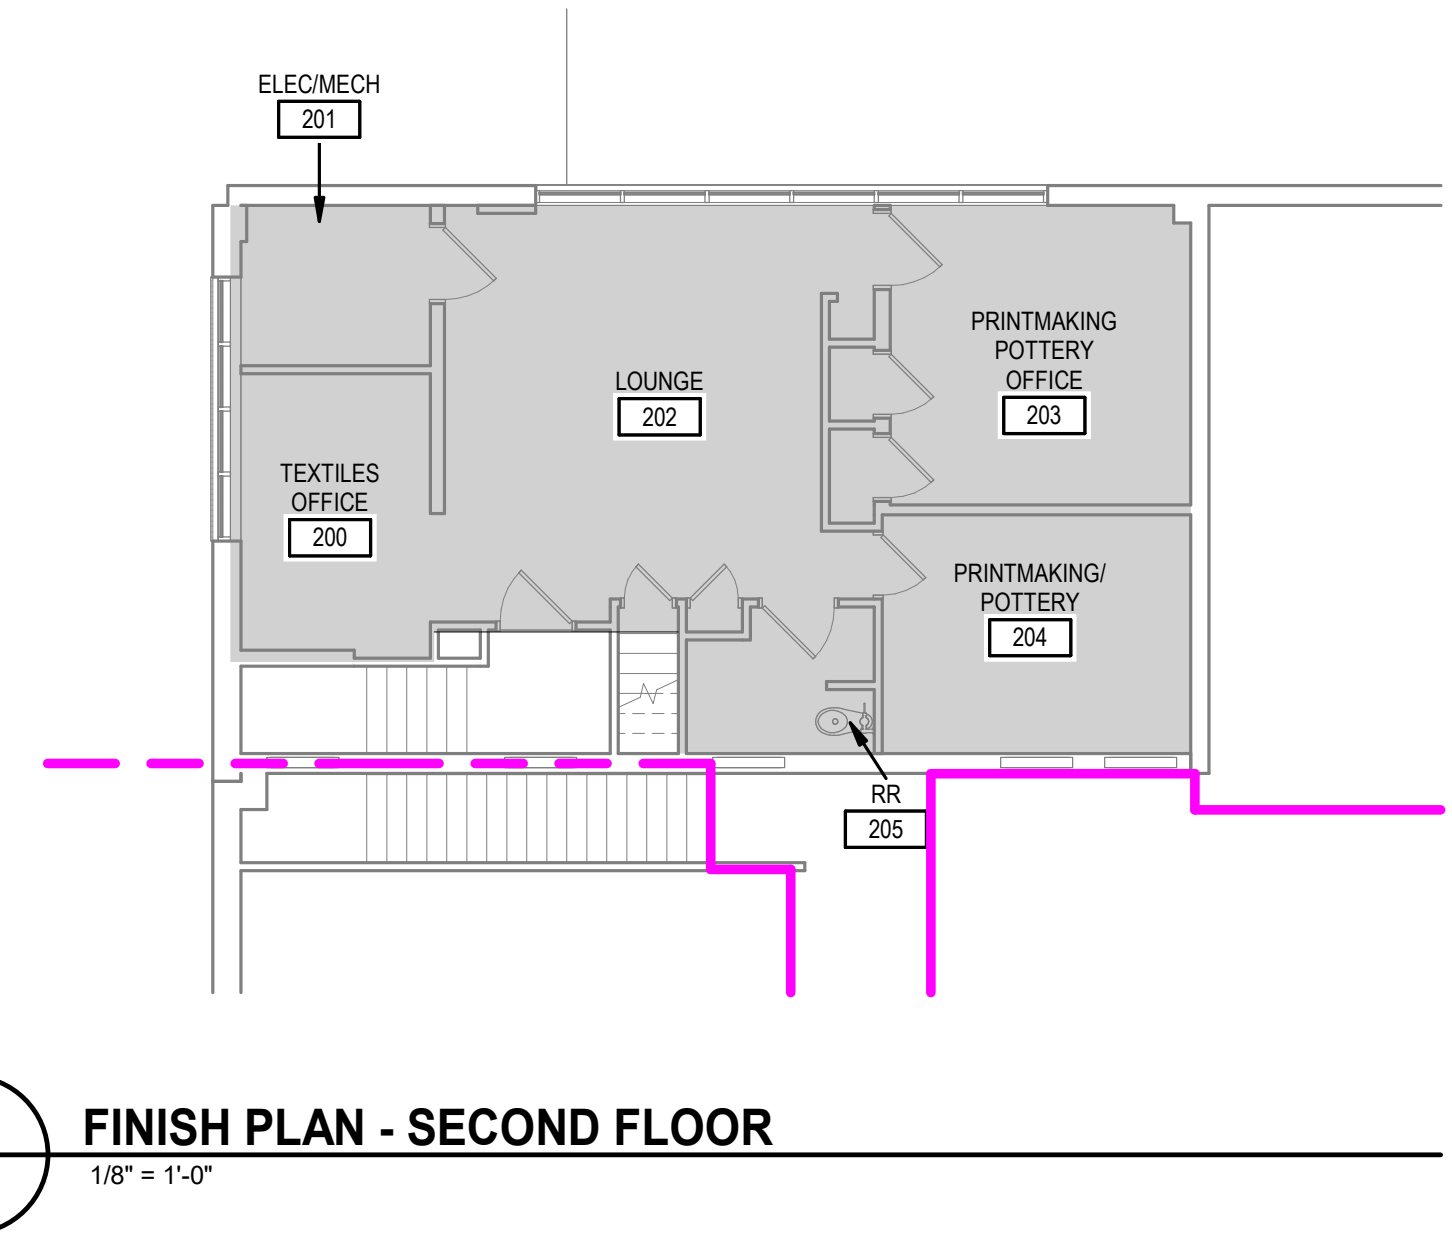 ELEC/MECH
201
PRINTMAKING
POTTERY
OFFICE
203
LOUNGE
202
TEXTILES
OFFICE
200
PRINTMAKING/
POTTERY
204
RR
205
FINISH PLAN - SECOND FLOOR
1/8" = 1'-0"